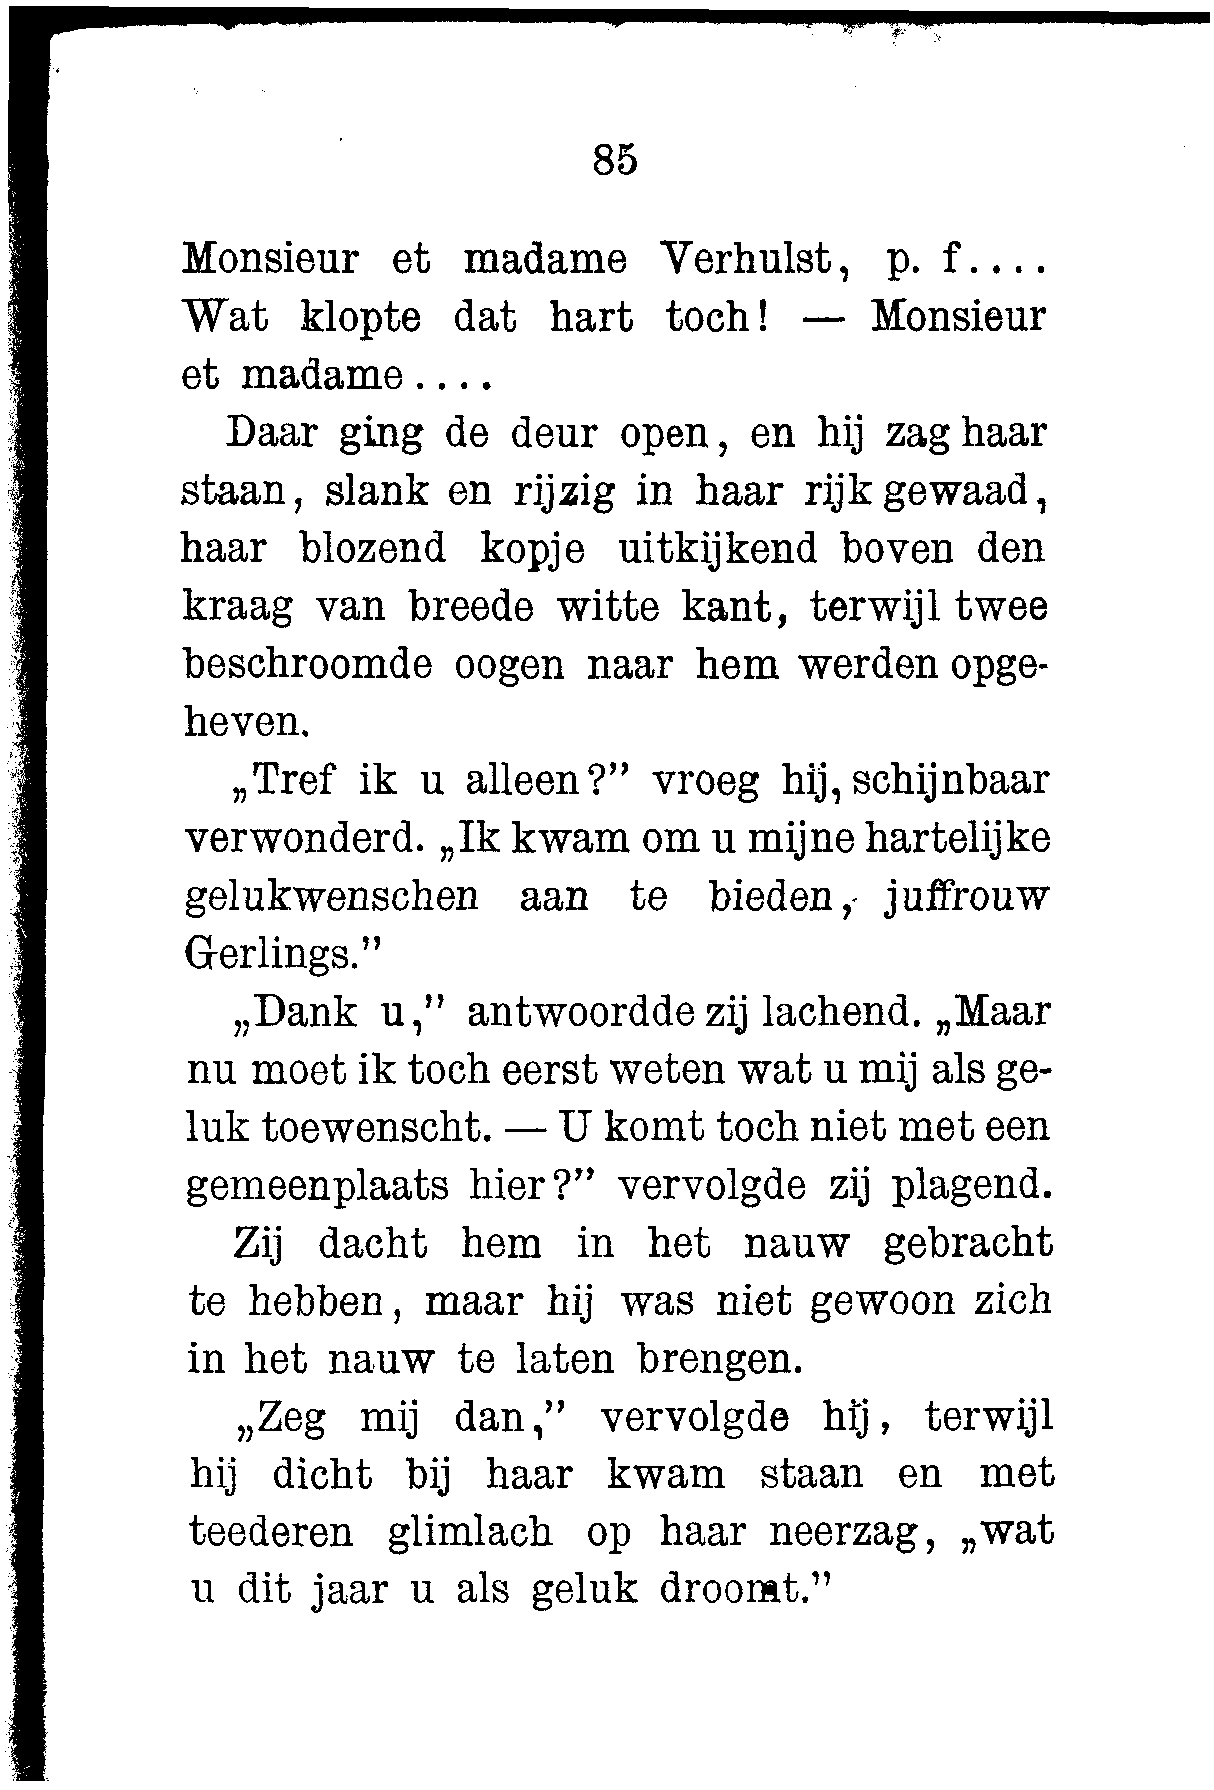 85
Monsieur et madame Verhulst, p. f....
Wat klopte dat hart toch! — Monsieur
et madame....
Daar ging de deur open, en hij zag haar
staan, slank en rijzig in haar rijk gewaad,
haar blozend kopje uitkijkend boven den
kraag van breede witte kant, terwijl twee
beschroomde oogen naar hem werden opge-
heven.
„Tref ik u alleen?” vroeg hij, schijnbaar
verwonderd. „Ik kwam om u mijne hartelijke
gelukwenschen aan te bieden, juffrouw
Gerlings.”
„Dank u,” antwoordde zij lachend. „Maar
nu moet ik toch eerst weten wat u mij als ge-
luk toewenscht. — U komt toch niet met een
gemeenplaats hier?” vervolgde zij plagend.
Zij dacht hem in het nauw gebracht
te hebben, maar hij was niet gewoon zich
in het nauw te laten brengen.
„Zeg mij dan,” vervolgde hij, terwijl
hij dicht bij haar kwam staan en met
teederen glimlach op haar neerzag, „wat
u dit jaar u als geluk droomt.”